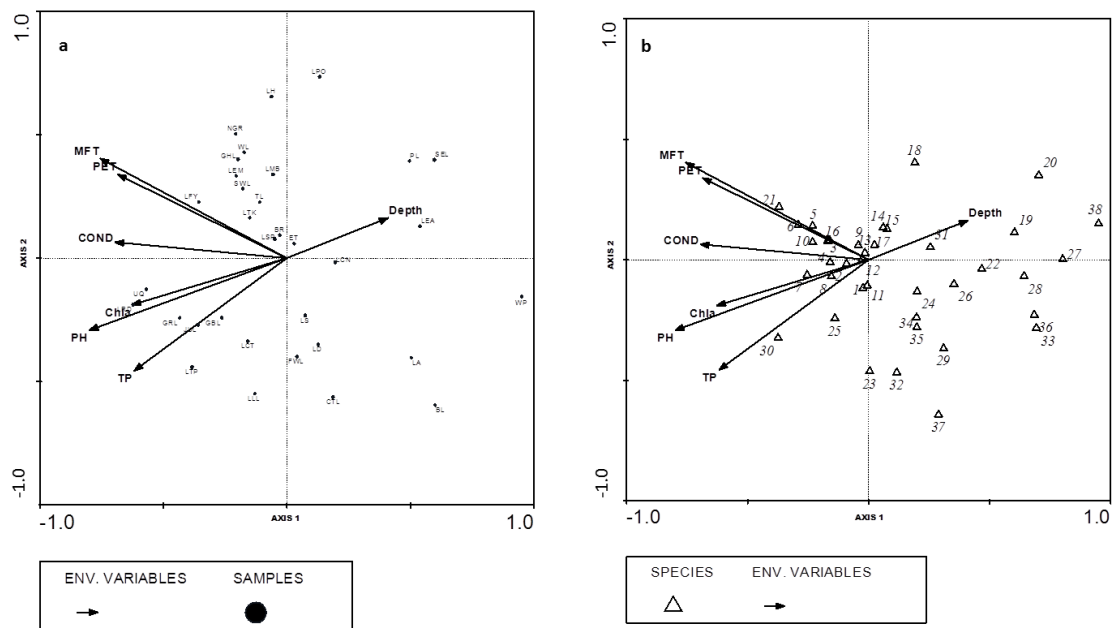 1.0
a
LPO
LH
NGR
WL
GHL
PL
SEL
MFT
PET
LEM
LMB
SWL
LFY
TL
Depth
LTK
LEA
BR
COND
LSP
ET
AXIS 2
LCN
UQ
WP
Chla
GRL
GBL
LS
PH
LCT
LD
FWL
LA
LTP
TP
LLL
CTL
BL
-1.0
-1.0
AXIS 1
1.0
ENV. VARIABLES SAMPLES
1.0
b
18
MFT
PET
20
21
38
5
14
15
Depth
19
6
16
9
COND
10
3
13
17
31
27
4
22
AXIS 2
12
7
8
28
26
1
11
24
Chla
34
36
PH
25
35
33
30
29
TP
23
32
37
-1.0
-1.0
AXIS 1
1.0
SPECIES ENV. VARIABLES